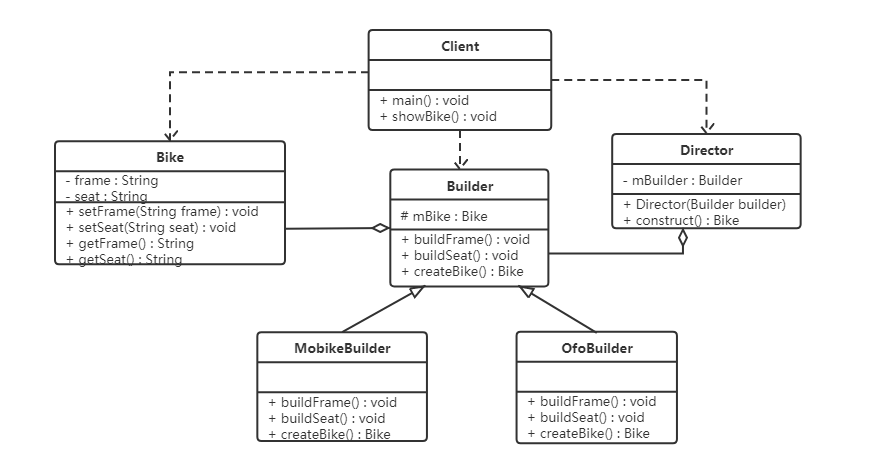 Client
+ main() : void
+ showBike() : void
Bike
- frame : String
- seat : String
+ setFrame(String frame) : void
+ setSeat(String seat) : void
+ getFrame() : String
+ getSeat() : String
Builder
# mBike : Bike
+ buildFrame() : void
+ buildSeat() : void
+ createBike() : Bike
Director
- mBuilder : Builder
+ Director(Builder builder)
+ construct() : Bike
MobikeBuilder
+ buildFrame() : void
+ buildSeat() : void
+ createBike() : Bike
OfoBuilder
+ buildFrame() : void
+ buildSeat() : void
+ createBike() : Bike